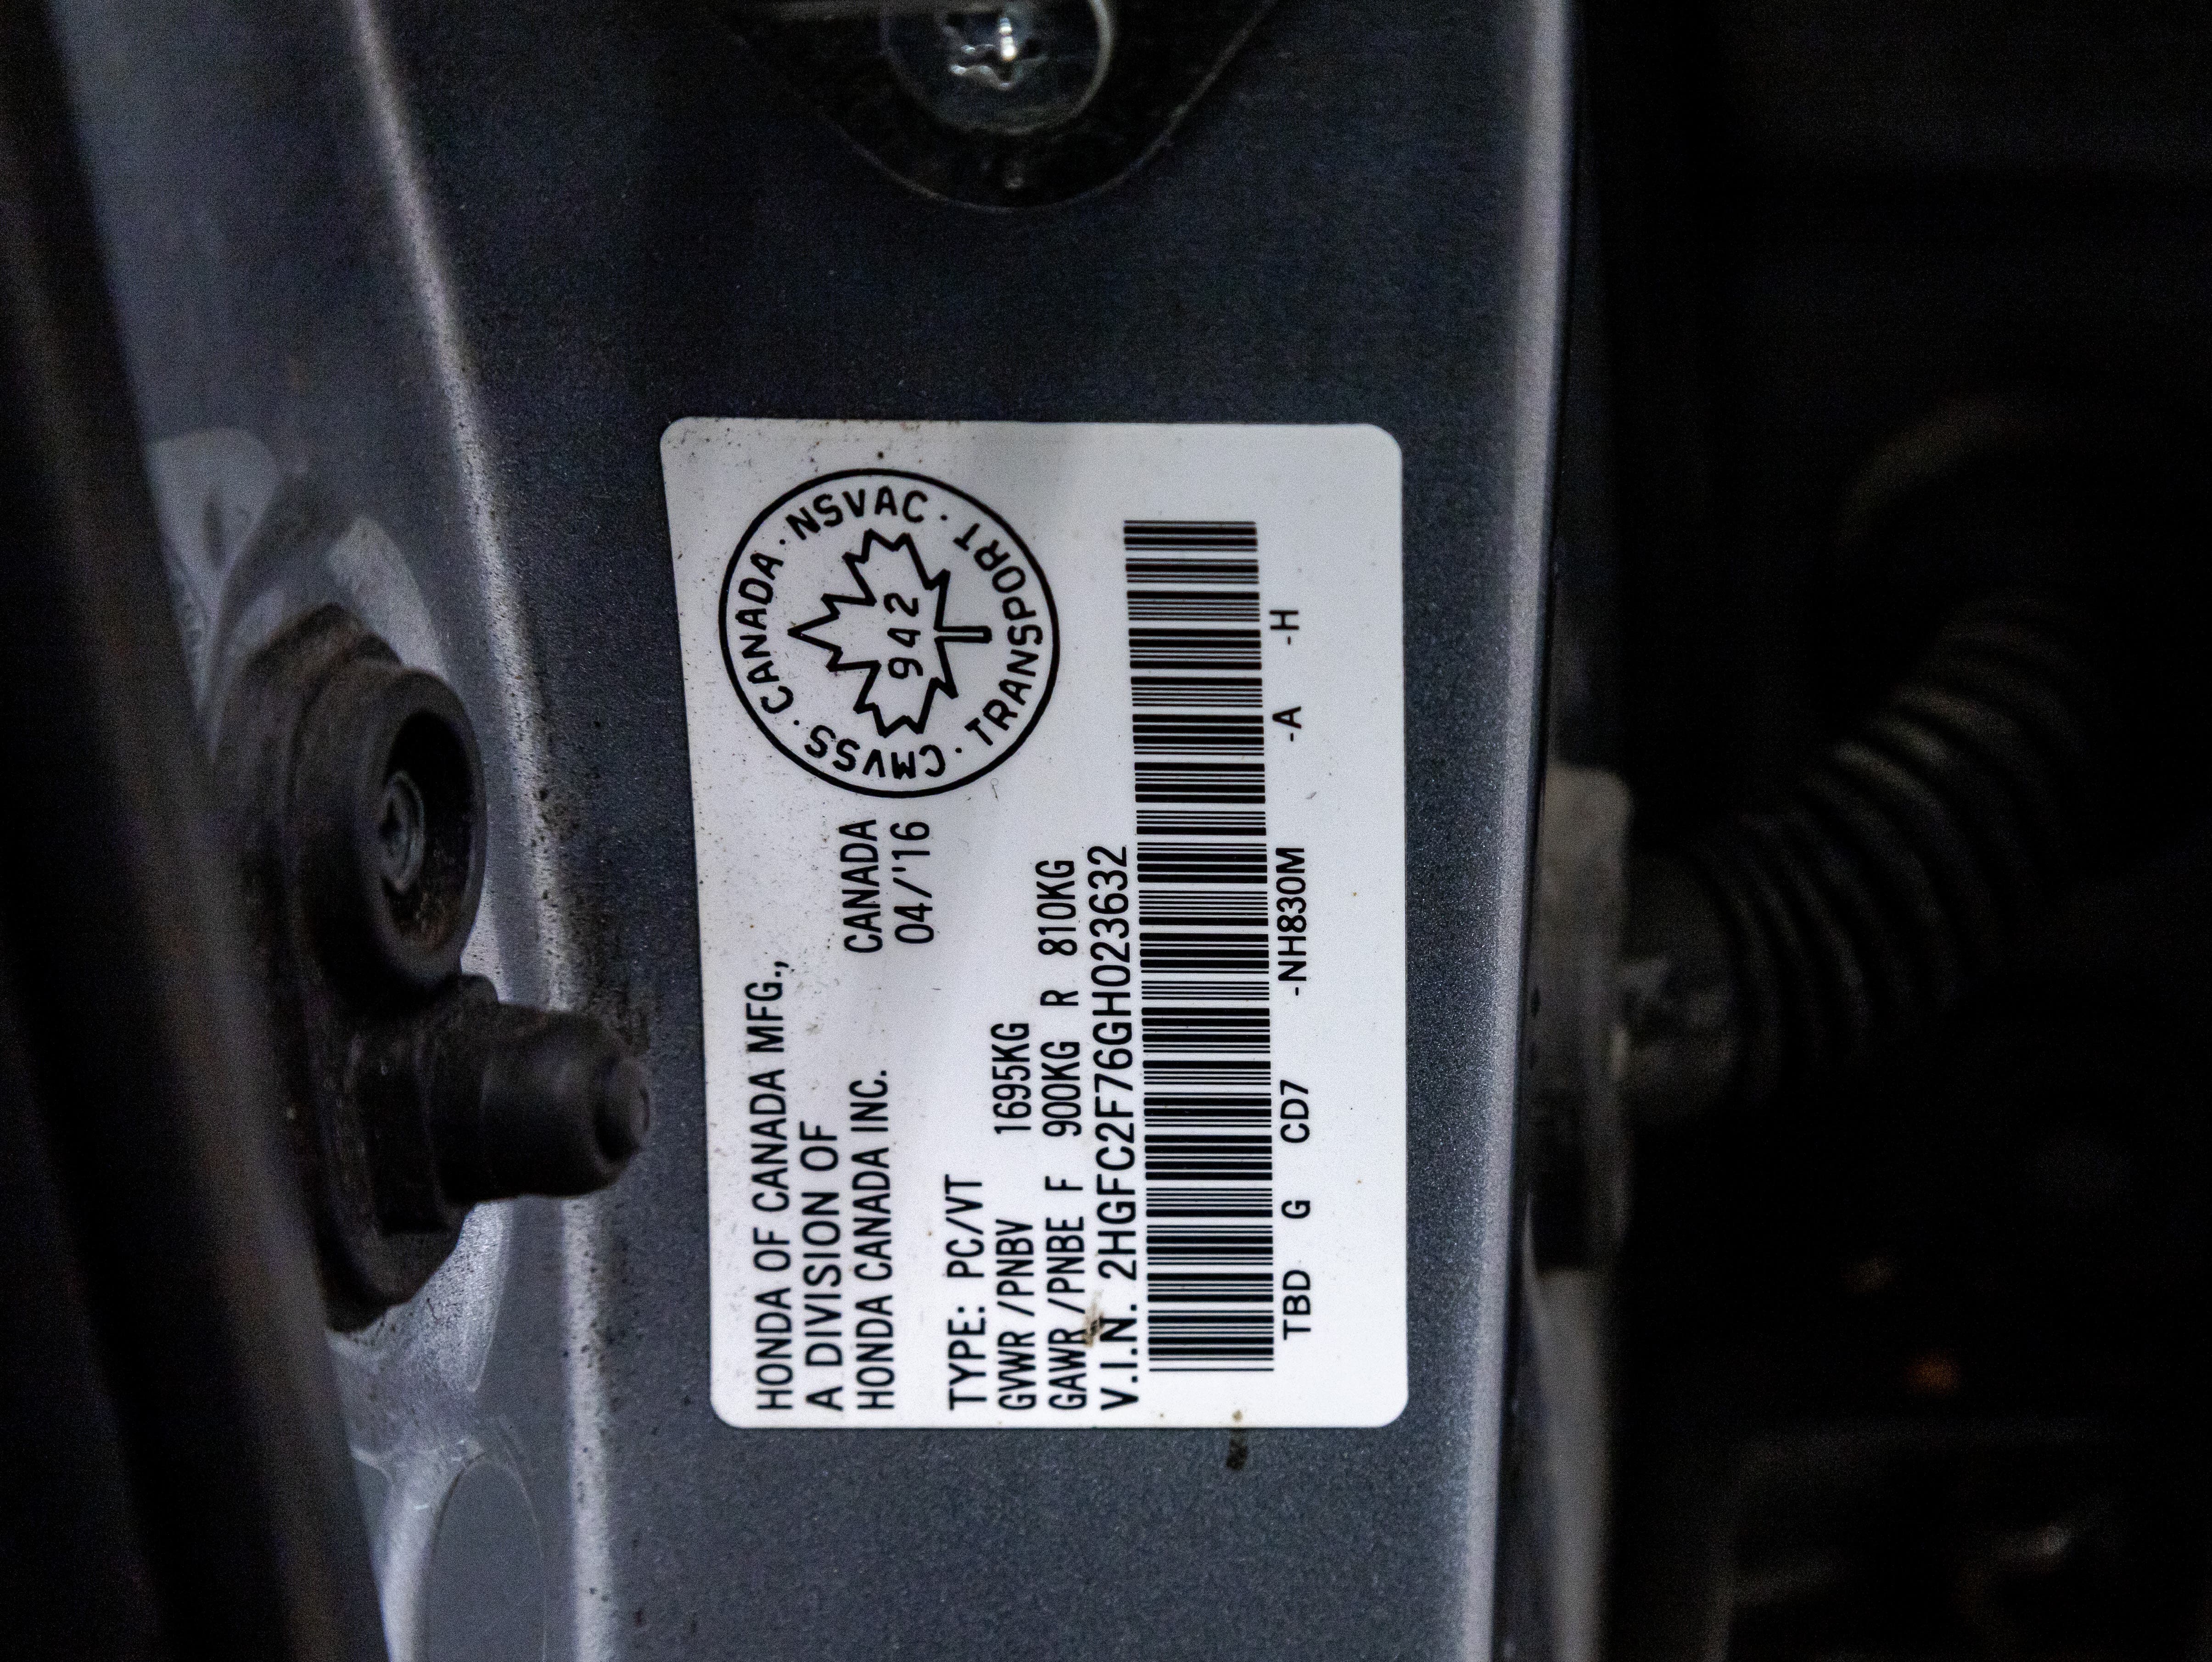 HONDA OF CANADA MFG.,
A DIVISION OF
HONDA CANADA INC. CANADA
04/'16
TYPE: PC/VT
GVWR /PNBV 1695KG
GAWR /PNBE F 900KG R 810KG
V.I.N. 2HGFC2F76GH023632
TBD G CD7 -NH830M -A -H
CMVSS · CANADA · NSVAC · TRANSPORT · TRANSPORT
942